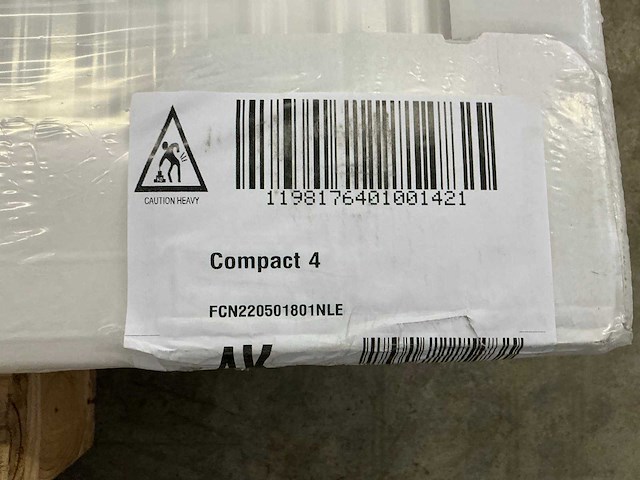 CAUTION HEAVY
1198176401001421
Compact 4
FCN220501801NLE